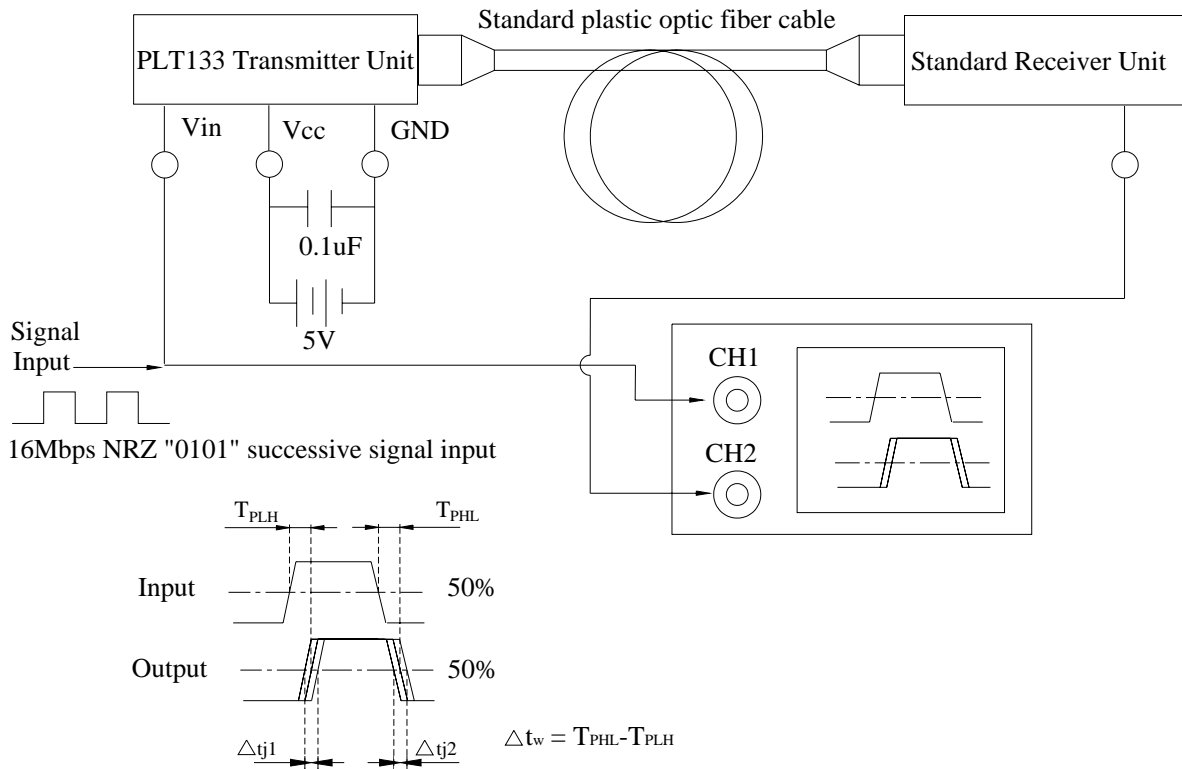 Standard plastic optic fiber cable
PLT133 Transmitter Unit
Standard Receiver Unit
Vin
Vcc
GND
0.1uF
5V
Signal
Input
16Mbps NRZ "0101" successive signal input
CH1
CH2
TPLH
TPHL
Input
50%
Output
50%
△tj1
△tj2
△tw = TPHL-TPLH